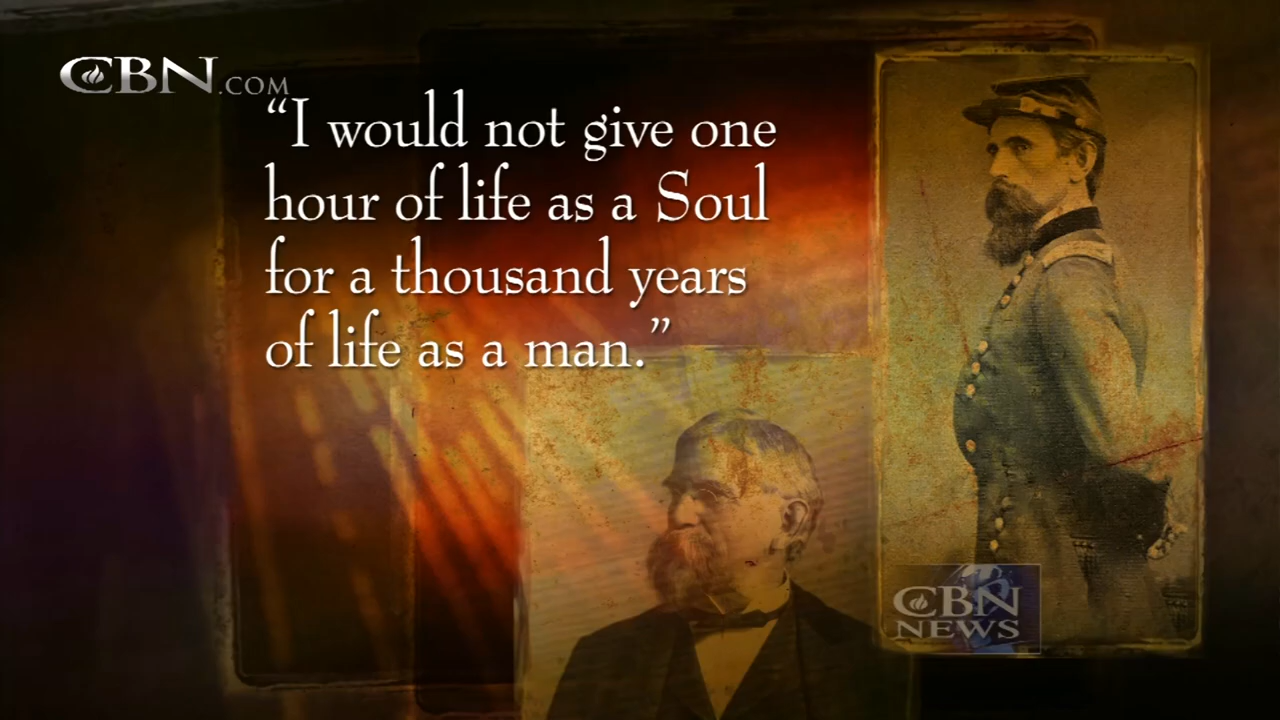 CBN.COM
“I would not give one
hour of life as a Soul
for a thousand years
of life as a man.”
CBN
NEWS